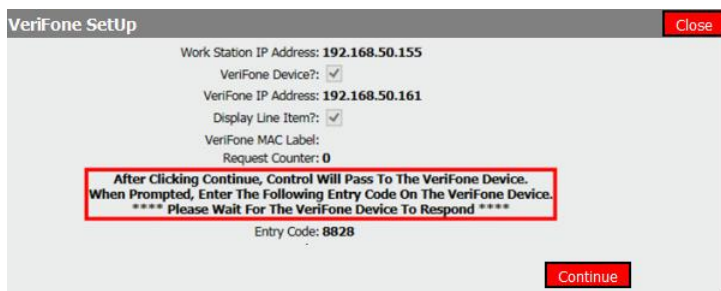 VeriFone SetUp Close
Work Station IP Address: 192.168.50.155
VeriFone Device?:
VeriFone IP Address: 192.168.50.161
Display Line Item?:
VeriFone MAC Label:
Request Counter: 0
After Clicking Continue, Control Will Pass To The VeriFone Device.
When Prompted, Enter The Following Entry Code On The VeriFone Device.
**** Please Wait For The VeriFone Device To Respond ****
Entry Code: 8828
Continue